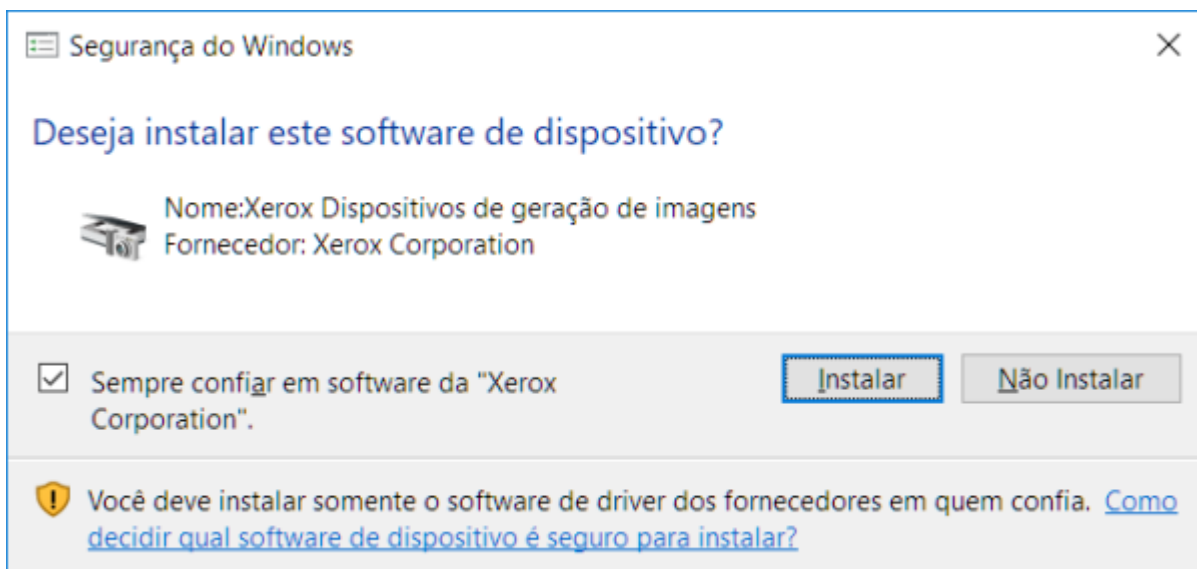 Segurança do Windows
Deseja instalar este software de dispositivo?
Nome:Xerox Dispositivos de geração de imagens
Fornecedor: Xerox Corporation
Sempre confiar em software da "Xerox
Corporation".
Instalar
Não Instalar
Você deve instalar somente o software de driver dos fornecedores em quem confia. Como
decidir qual software de dispositivo é seguro para instalar?